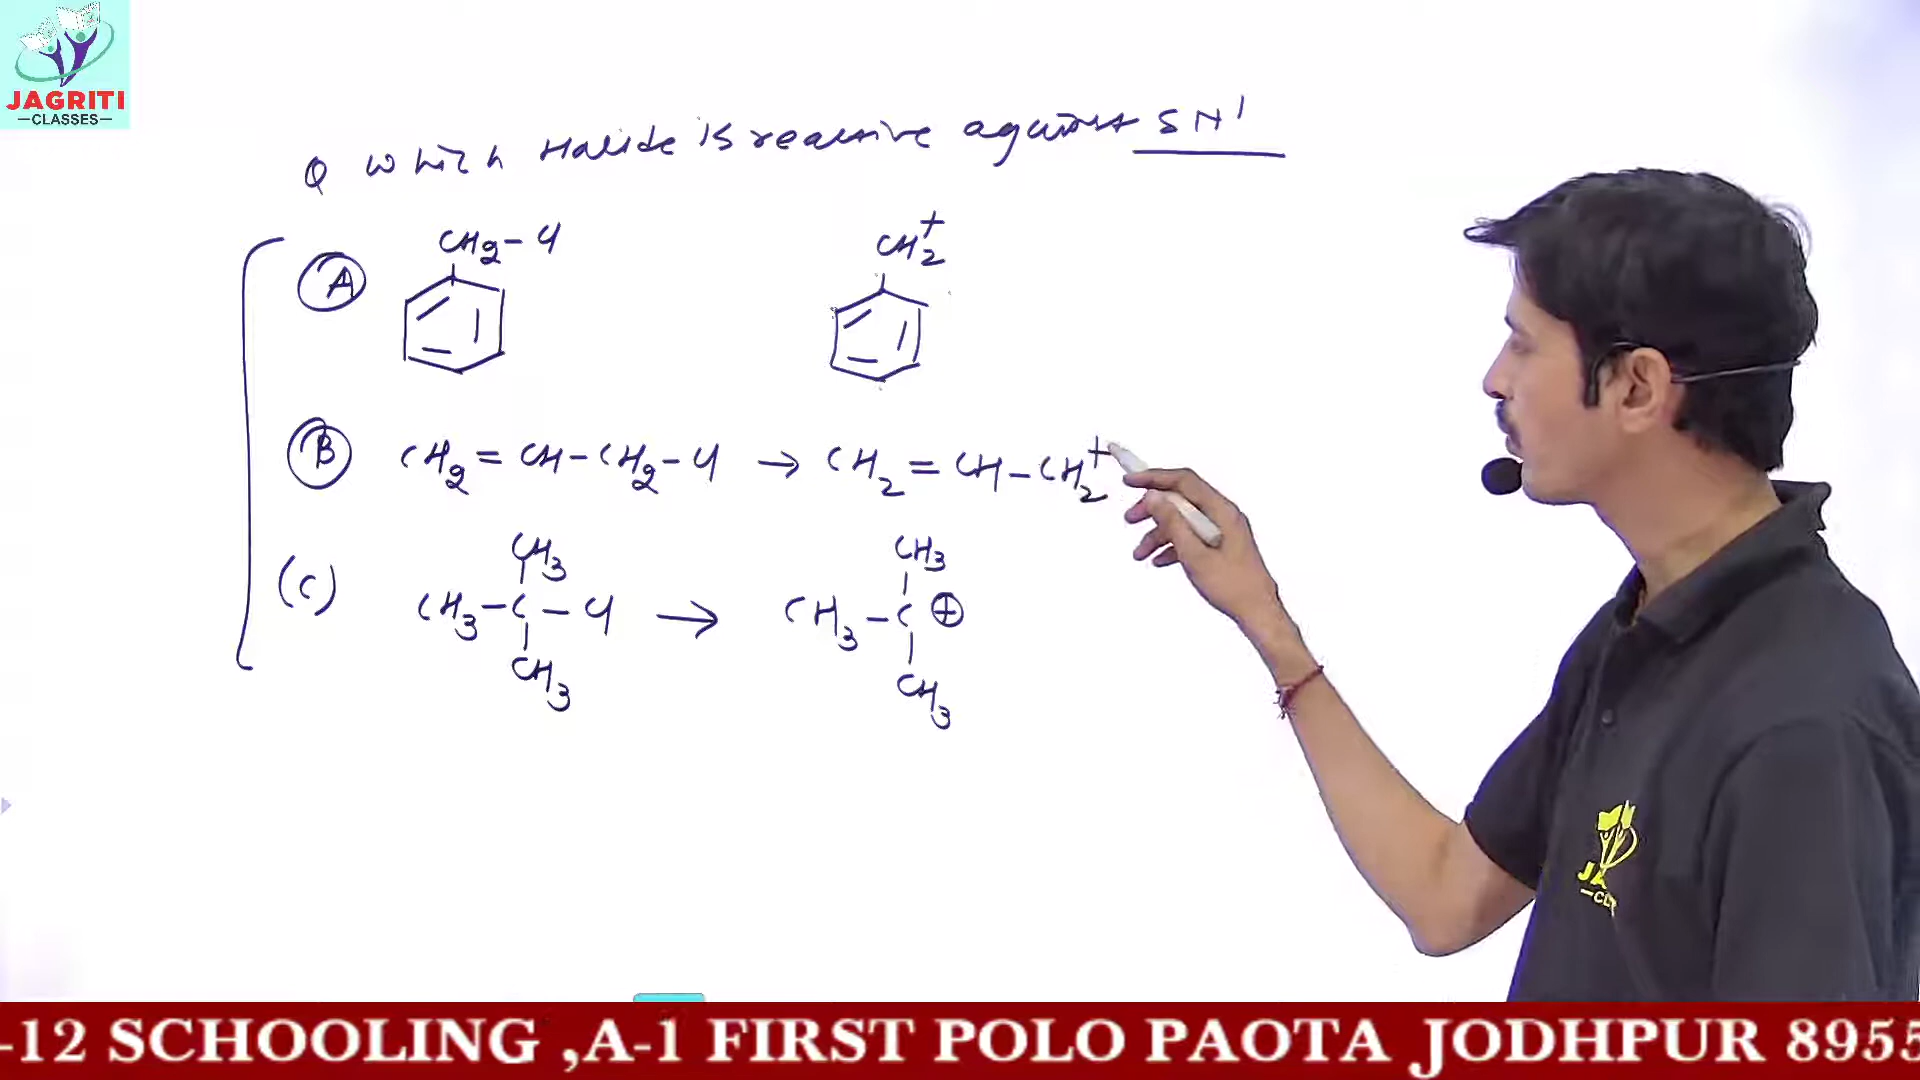 JAGRITI
—CLASSES—
Q Which Halide is reactive against SN1
(A) CH2-Cl CH2+
(B) CH2=CH-CH2-Cl → CH2=CH-CH2+
CH3 CH3
(C) CH3-C-Cl → CH3-C⊕
CH3 CH3
JA
-12 SCHOOLING ,A-1 FIRST POLO PAOTA JODHPUR 8955